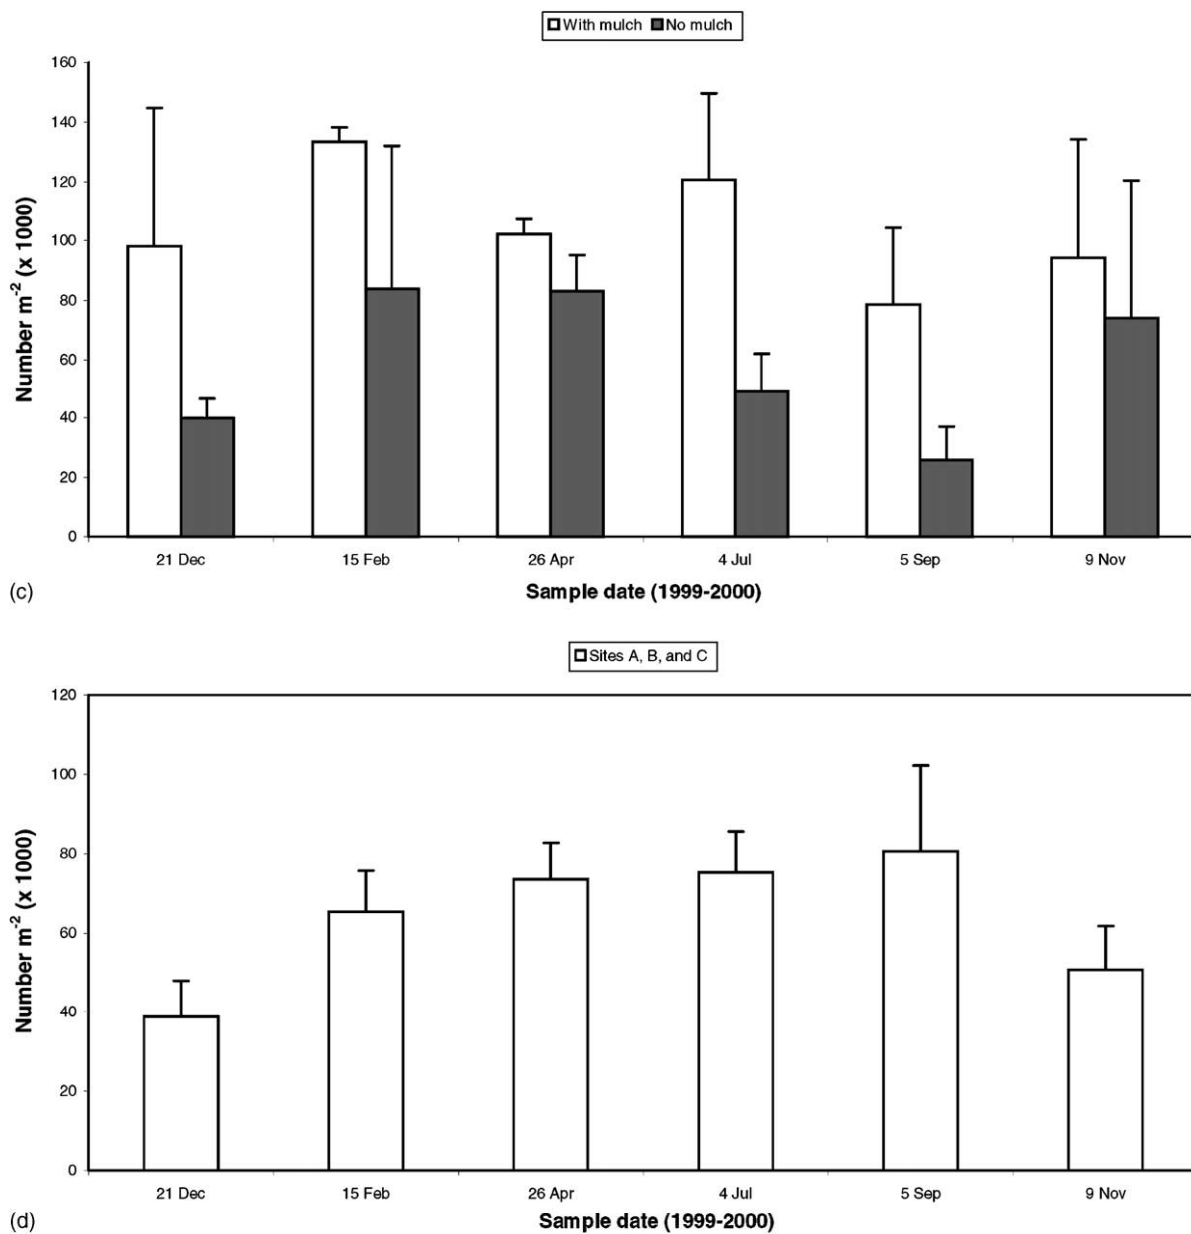 With mulch No mulch
160
140
120
100
80
60
40
20
0
Number m⁻² (x 1000)
21 Dec 15 Feb 26 Apr 4 Jul 5 Sep 9 Nov
(c) Sample date (1999-2000)
Sites A, B, and C
120
100
80
60
40
20
0
Number m⁻² (x 1000)
21 Dec 15 Feb 26 Apr 4 Jul 5 Sep 9 Nov
(d) Sample date (1999-2000)